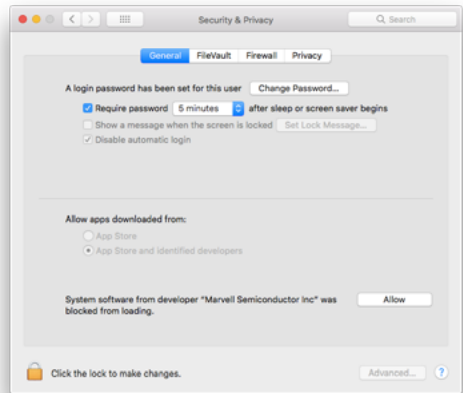 Security & Privacy
Search
General FileVault Firewall Privacy
A login password has been set for this user Change Password...
Require password 5 minutes after sleep or screen saver begins
Show a message when the screen is locked Set Lock Message...
Disable automatic login
Allow apps downloaded from:
App Store
App Store and identified developers
System software from developer "Marvell Semiconductor Inc" was Allow
blocked from loading.
Click the lock to make changes. Advanced... ?